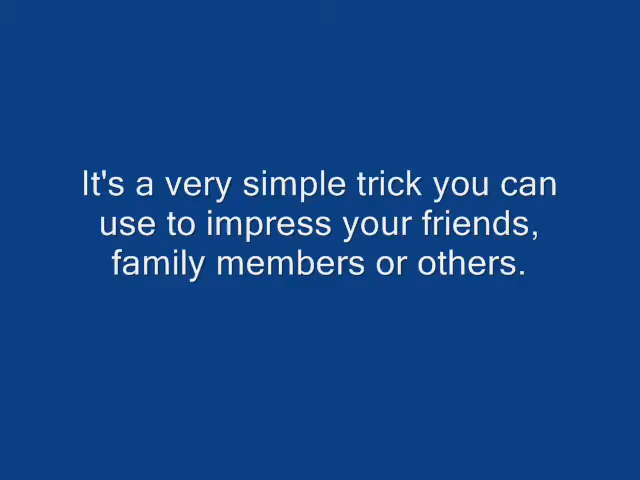 It's a very simple trick you can
use to impress your friends,
family members or others.